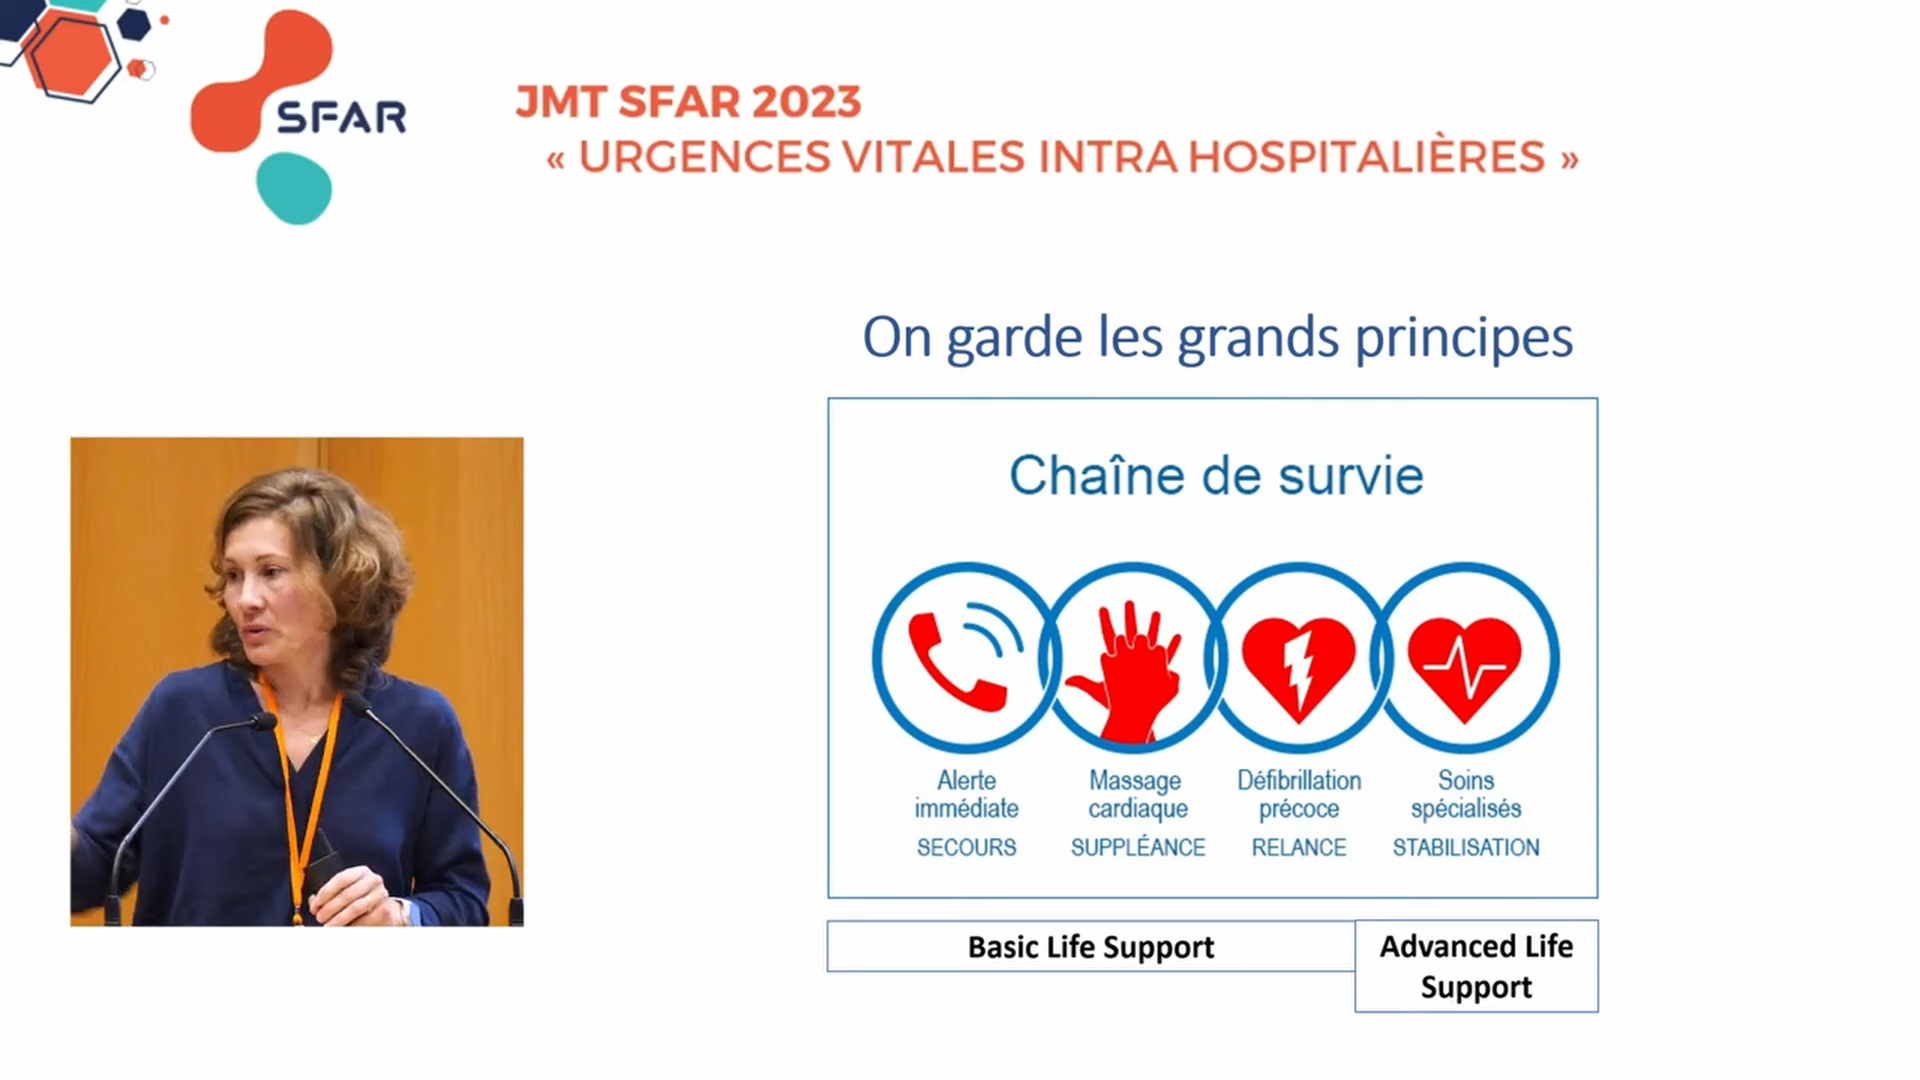 SFAR
JMT SFAR 2023
« URGENCES VITALES INTRA HOSPITALIÈRES »
On garde les grands principes
Chaîne de survie
Alerte
immédiate
SECOURS
Massage
cardiaque
SUPPLÉANCE
Défibrillation
précoce
RELANCE
Soins
spécialisés
STABILISATION
Basic Life Support
Advanced Life
Support